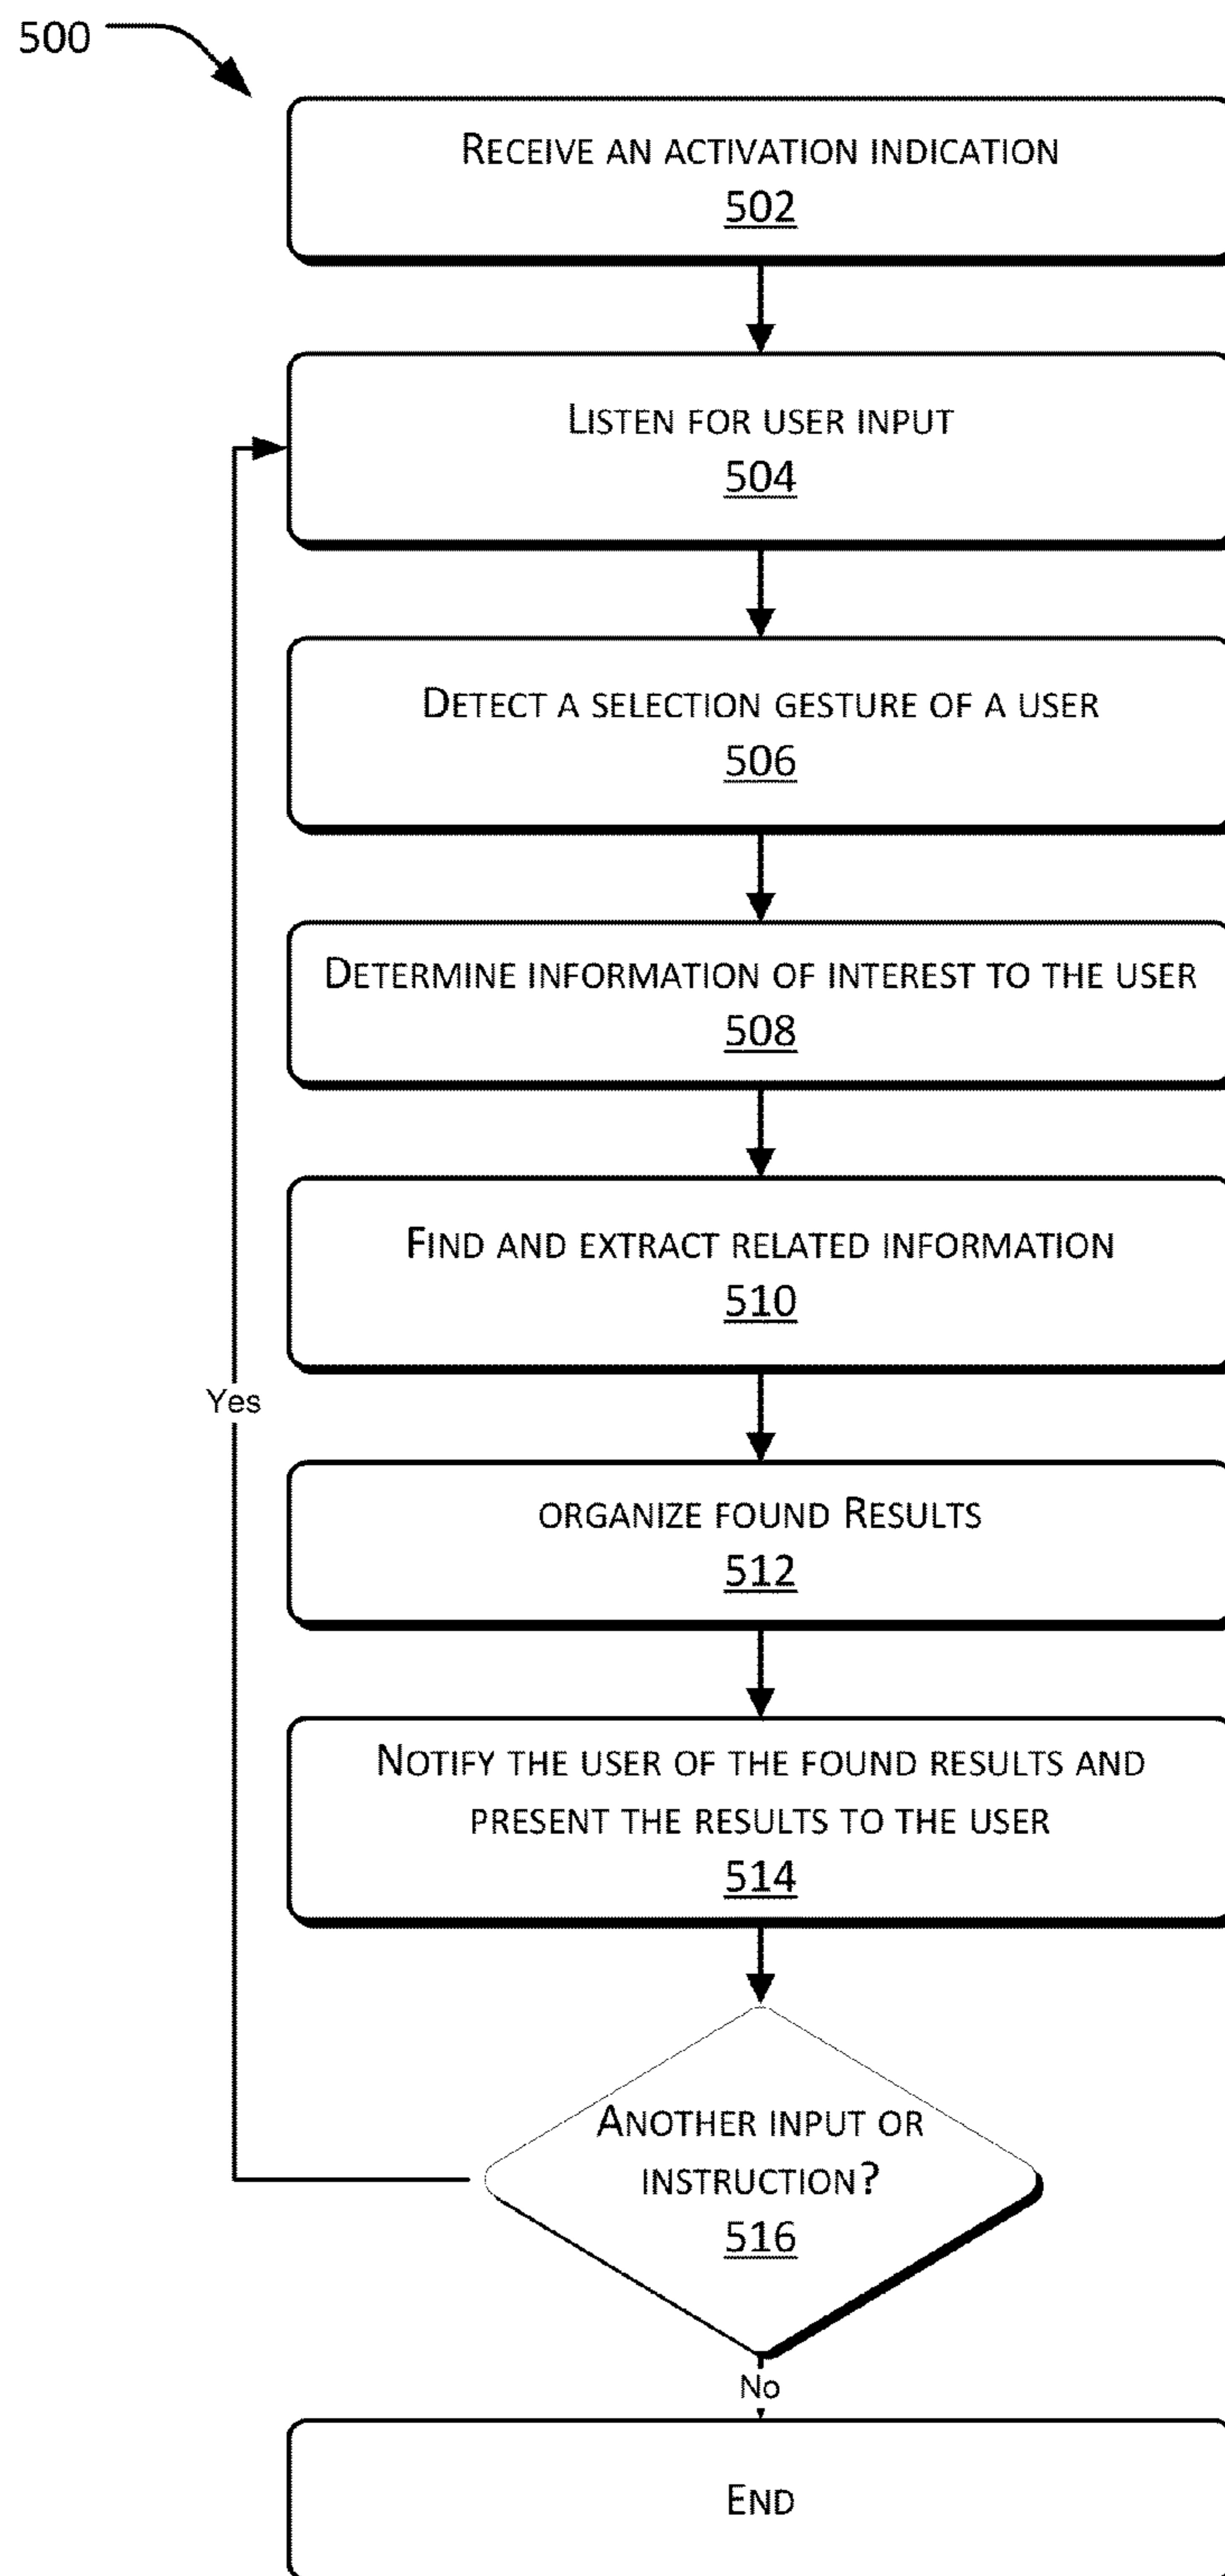 500
RECEIVE AN ACTIVATION INDICATION
502
LISTEN FOR USER INPUT
504
DETECT A SELECTION GESTURE OF A USER
506
DETERMINE INFORMATION OF INTEREST TO THE USER
508
FIND AND EXTRACT RELATED INFORMATION
510
Yes
ORGANIZE FOUND RESULTS
512
NOTIFY THE USER OF THE FOUND RESULTS AND
PRESENT THE RESULTS TO THE USER
514
ANOTHER INPUT OR
INSTRUCTION?
516
No
END